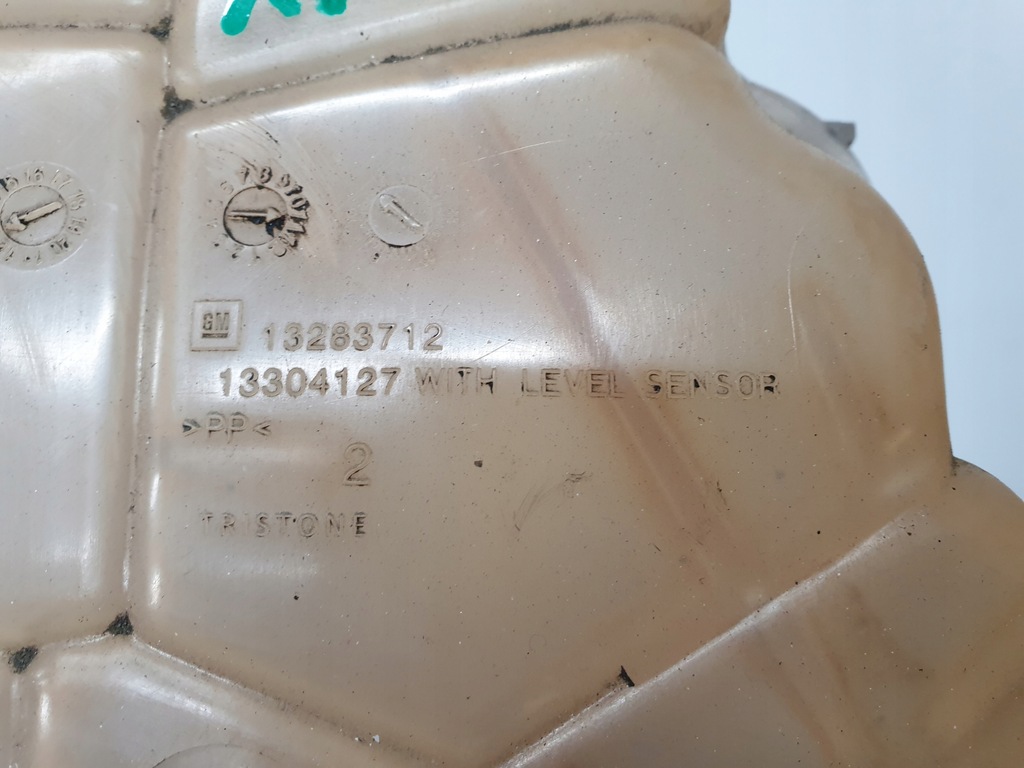 GM 13283712
13304127 WITH LEVEL SENSOR
>PP<
2
TRISTONE